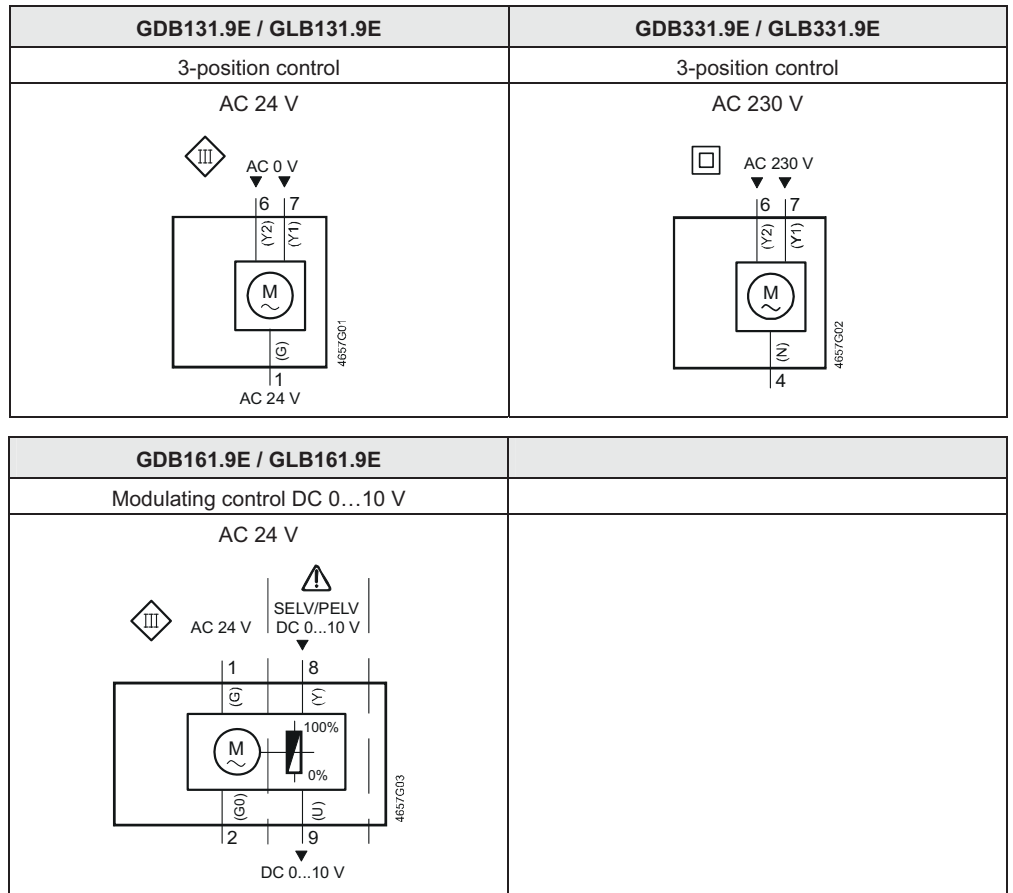 GDB131.9E / GLB131.9E
GDB331.9E / GLB331.9E
3-position control
3-position control
AC 24 V
III
AC 0 V
6 7
(Y2) (Y1)
M
(G)
4657G01
1
AC 24 V
AC 230 V
AC 230 V
6 7
(Y2) (Y1)
M
(N)
4657G02
4
GDB161.9E / GLB161.9E
Modulating control DC 0…10 V
AC 24 V
III
AC 24 V
SELV/PELV
DC 0...10 V
1 8
(G) (Y)
100%
M
0%
(G0) (U)
4657G03
2 9
DC 0...10 V